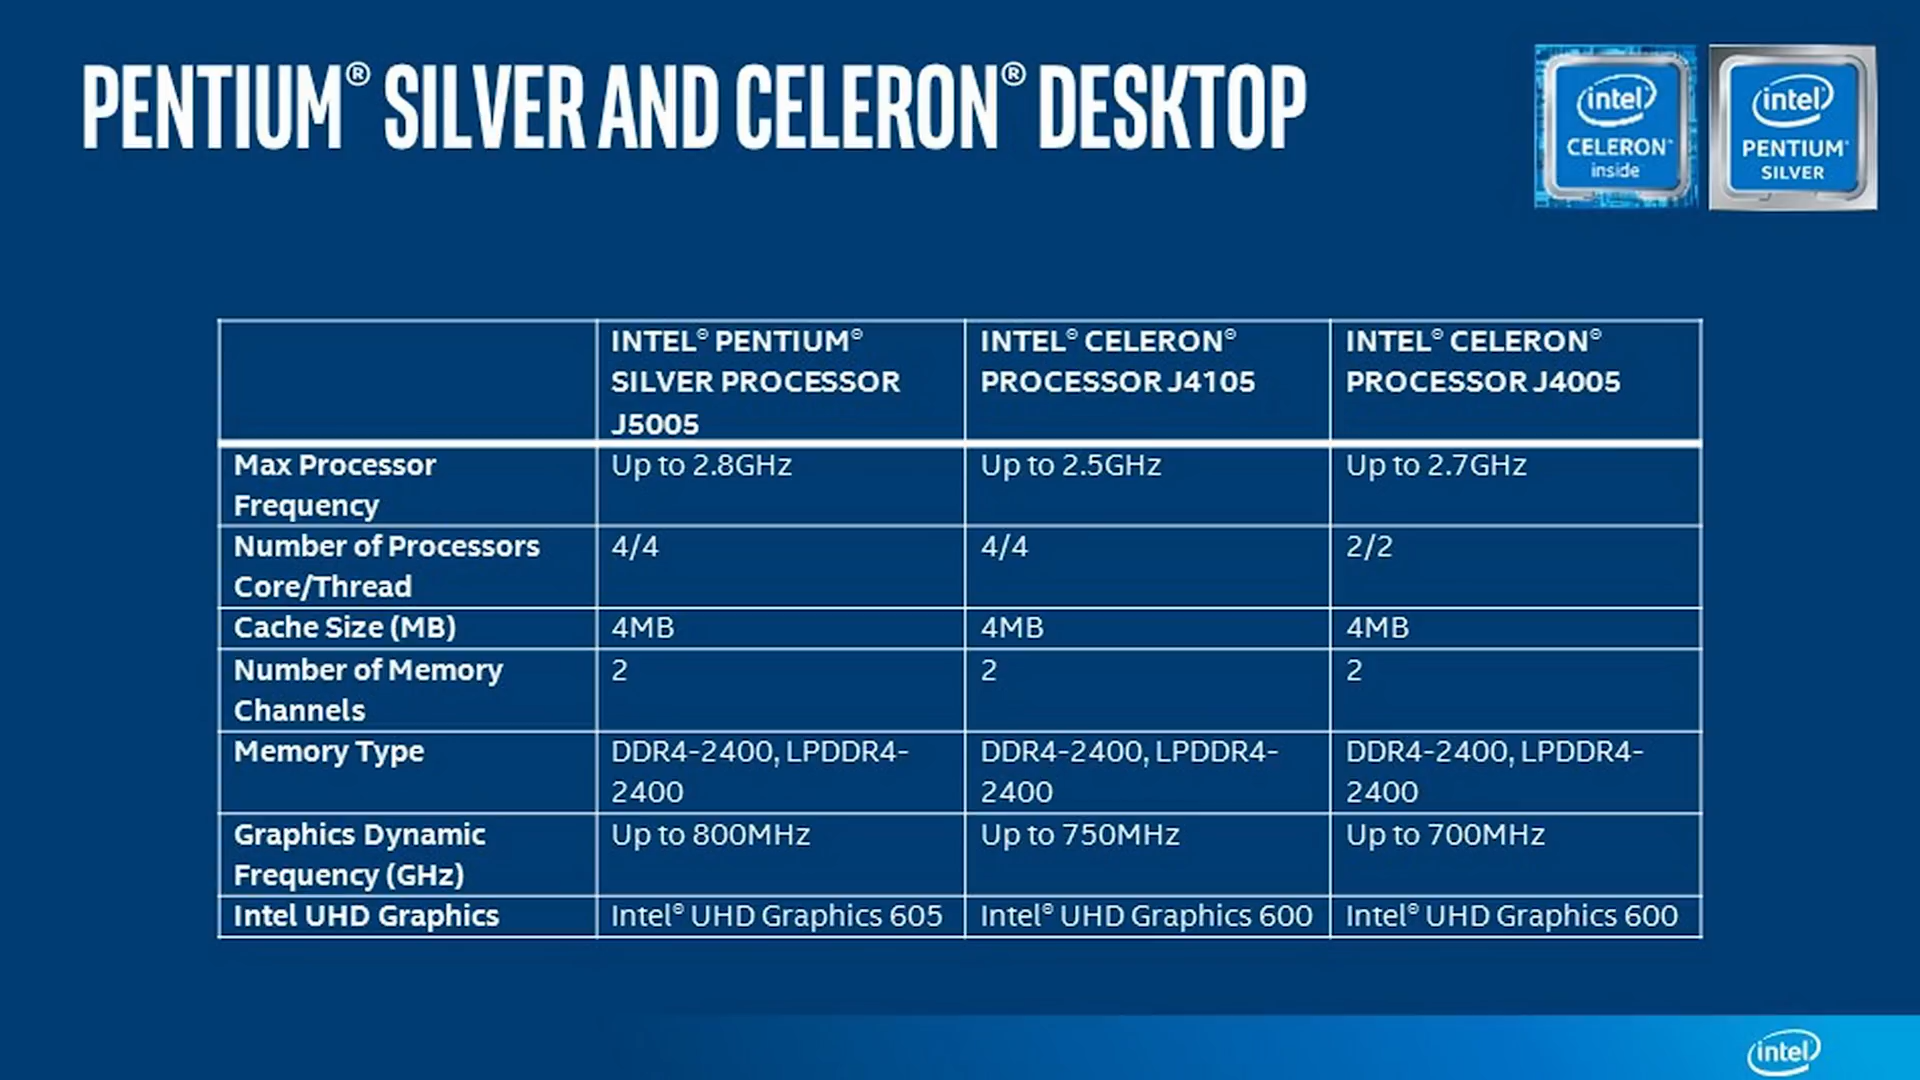 PENTIUM® SILVER AND CELERON® DESKTOP
intel
CELERON™
inside™
intel
PENTIUM®
SILVER
INTEL® PENTIUM®
SILVER PROCESSOR
J5005
INTEL® CELERON®
PROCESSOR J4105
INTEL® CELERON®
PROCESSOR J4005
Max Processor
Frequency
Up to 2.8GHz
Up to 2.5GHz
Up to 2.7GHz
Number of Processors
Core/Thread
4/4
4/4
2/2
Cache Size (MB)
4MB
4MB
4MB
Number of Memory
Channels
2
2
2
Memory Type
DDR4-2400, LPDDR4-
2400
DDR4-2400, LPDDR4-
2400
DDR4-2400, LPDDR4-
2400
Graphics Dynamic
Frequency (GHz)
Up to 800MHz
Up to 750MHz
Up to 700MHz
Intel UHD Graphics
Intel® UHD Graphics 605
Intel® UHD Graphics 600
Intel® UHD Graphics 600
intel